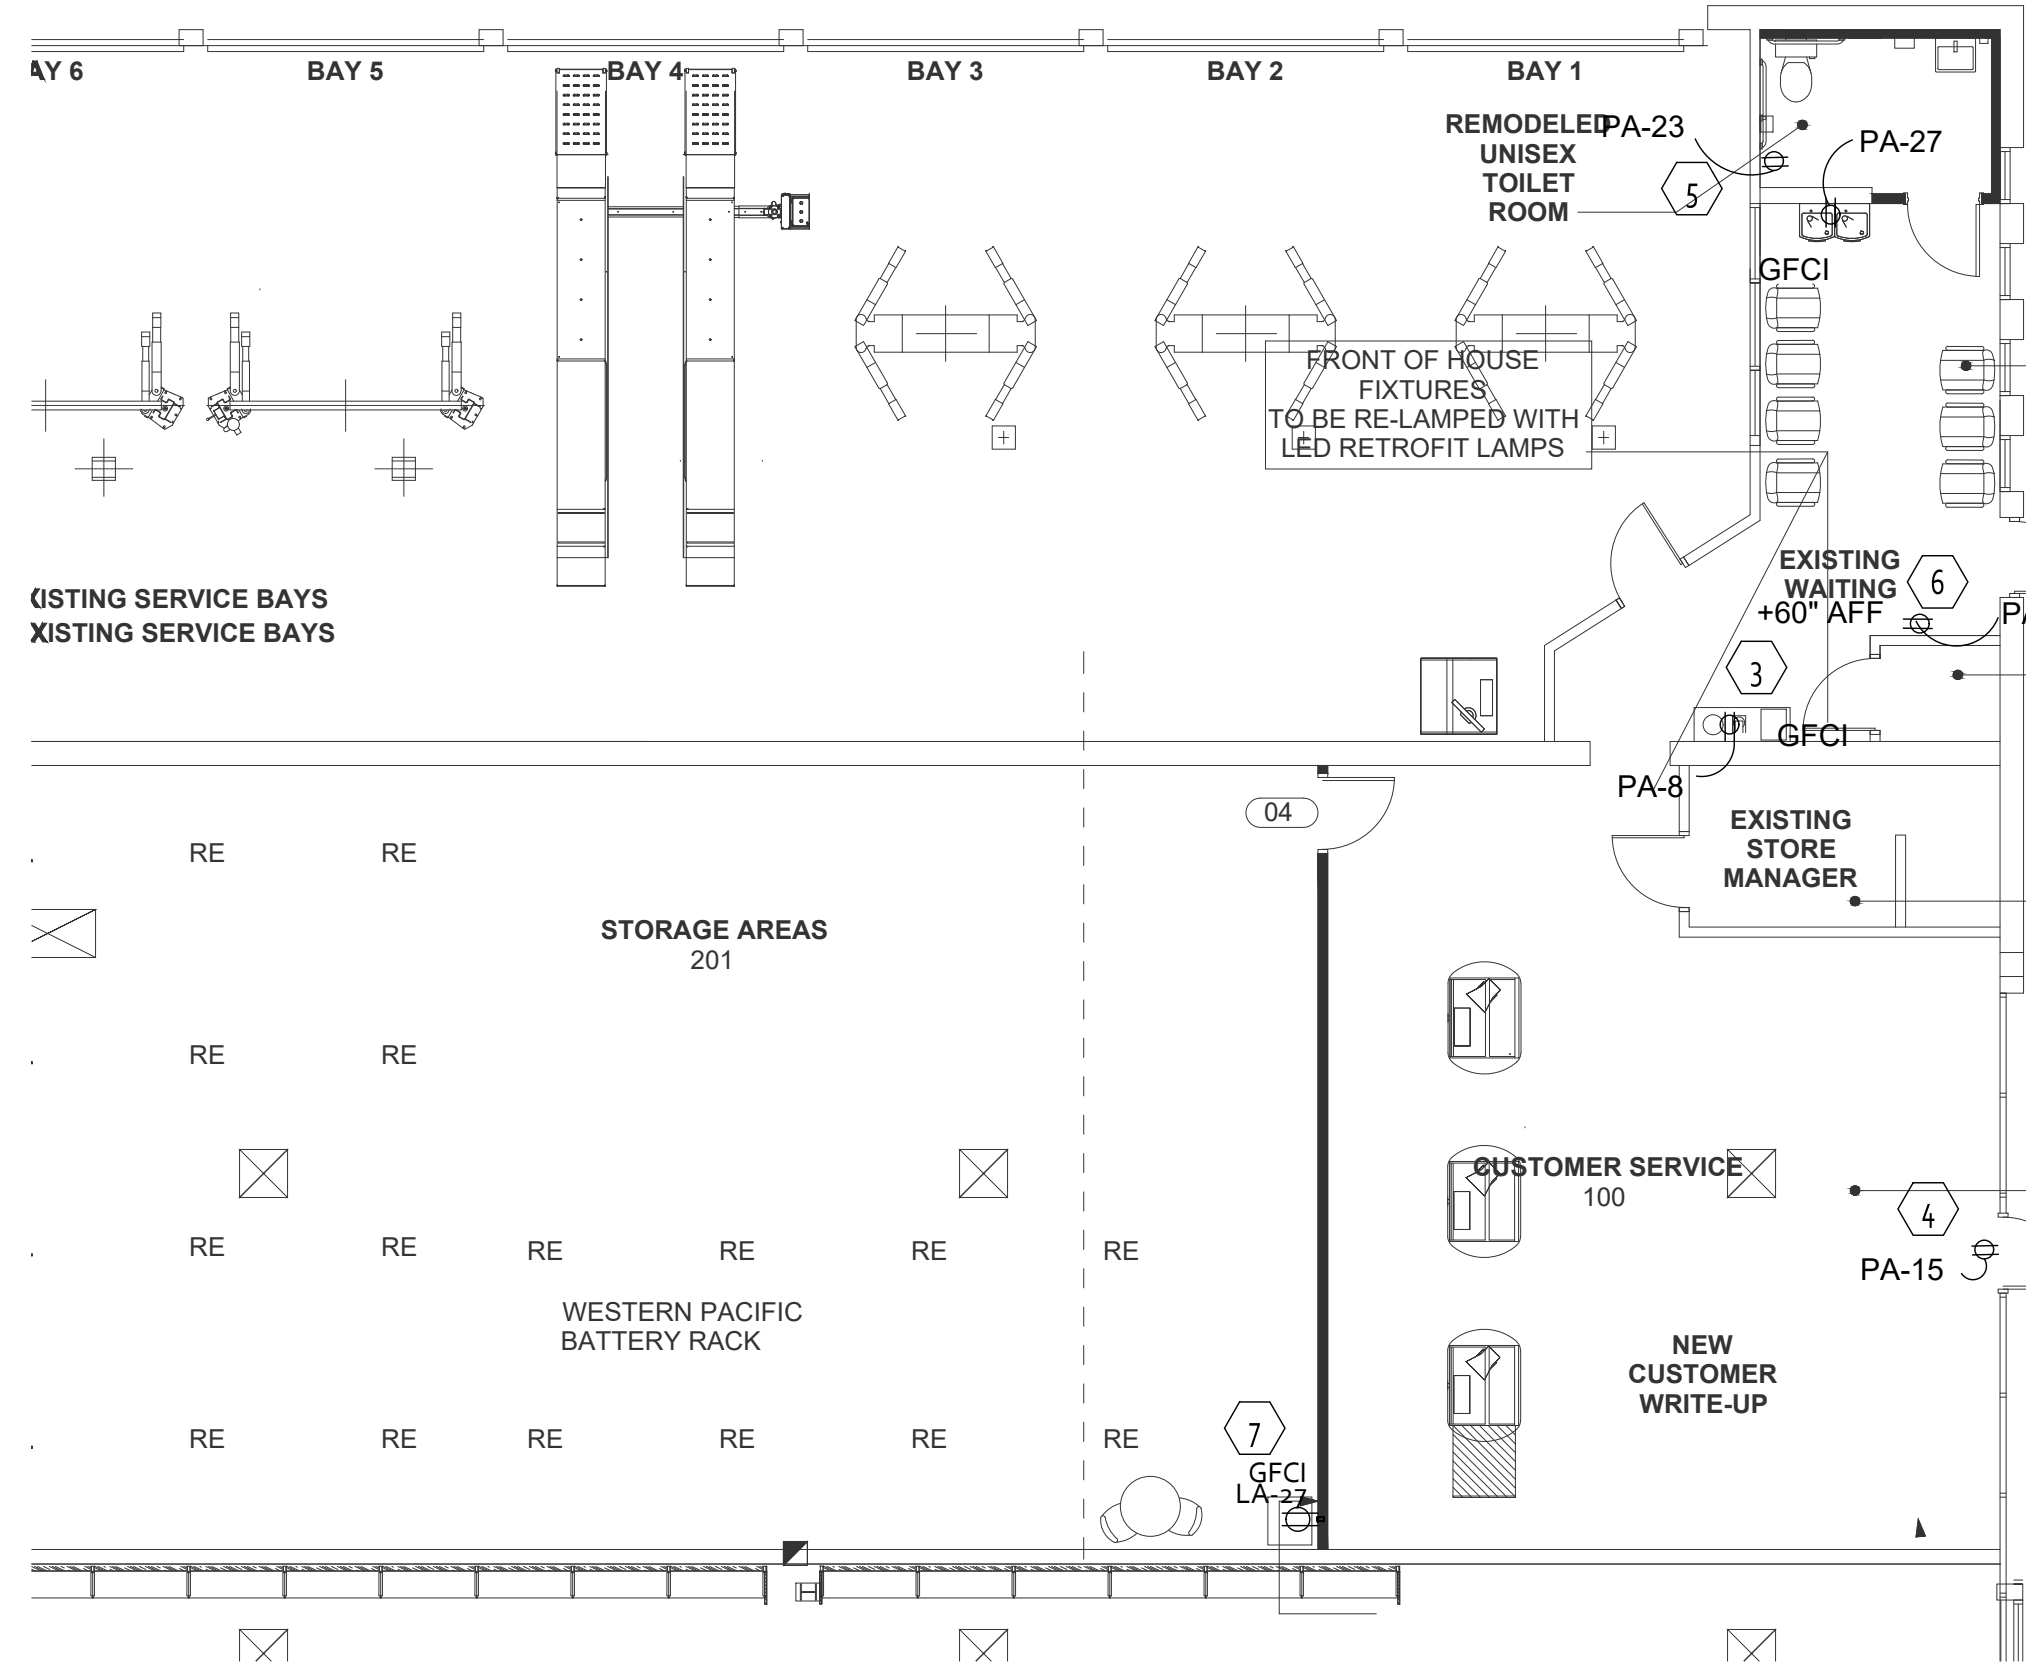 AY 6
BAY 5
BAY 4
BAY 3
BAY 2
BAY 1
REMODELED
UNISEX
TOILET
ROOM
PA-23
5
PA-27
GFCI
FRONT OF HOUSE
FIXTURES
TO BE RE-LAMPED WITH
LED RETROFIT LAMPS
EXISTING
WAITING
6
+60" AFF
PA
XISTING SERVICE BAYS
XISTING SERVICE BAYS
3
GFCI
PA-8
04
EXISTING
STORE
MANAGER
RE
RE
STORAGE AREAS
201
RE
RE
CUSTOMER SERVICE
100
4
PA-15
RE
RE
RE
RE
RE
RE
WESTERN PACIFIC
BATTERY RACK
NEW
CUSTOMER
WRITE-UP
RE
RE
RE
RE
RE
RE
7
GFCI
LA-27